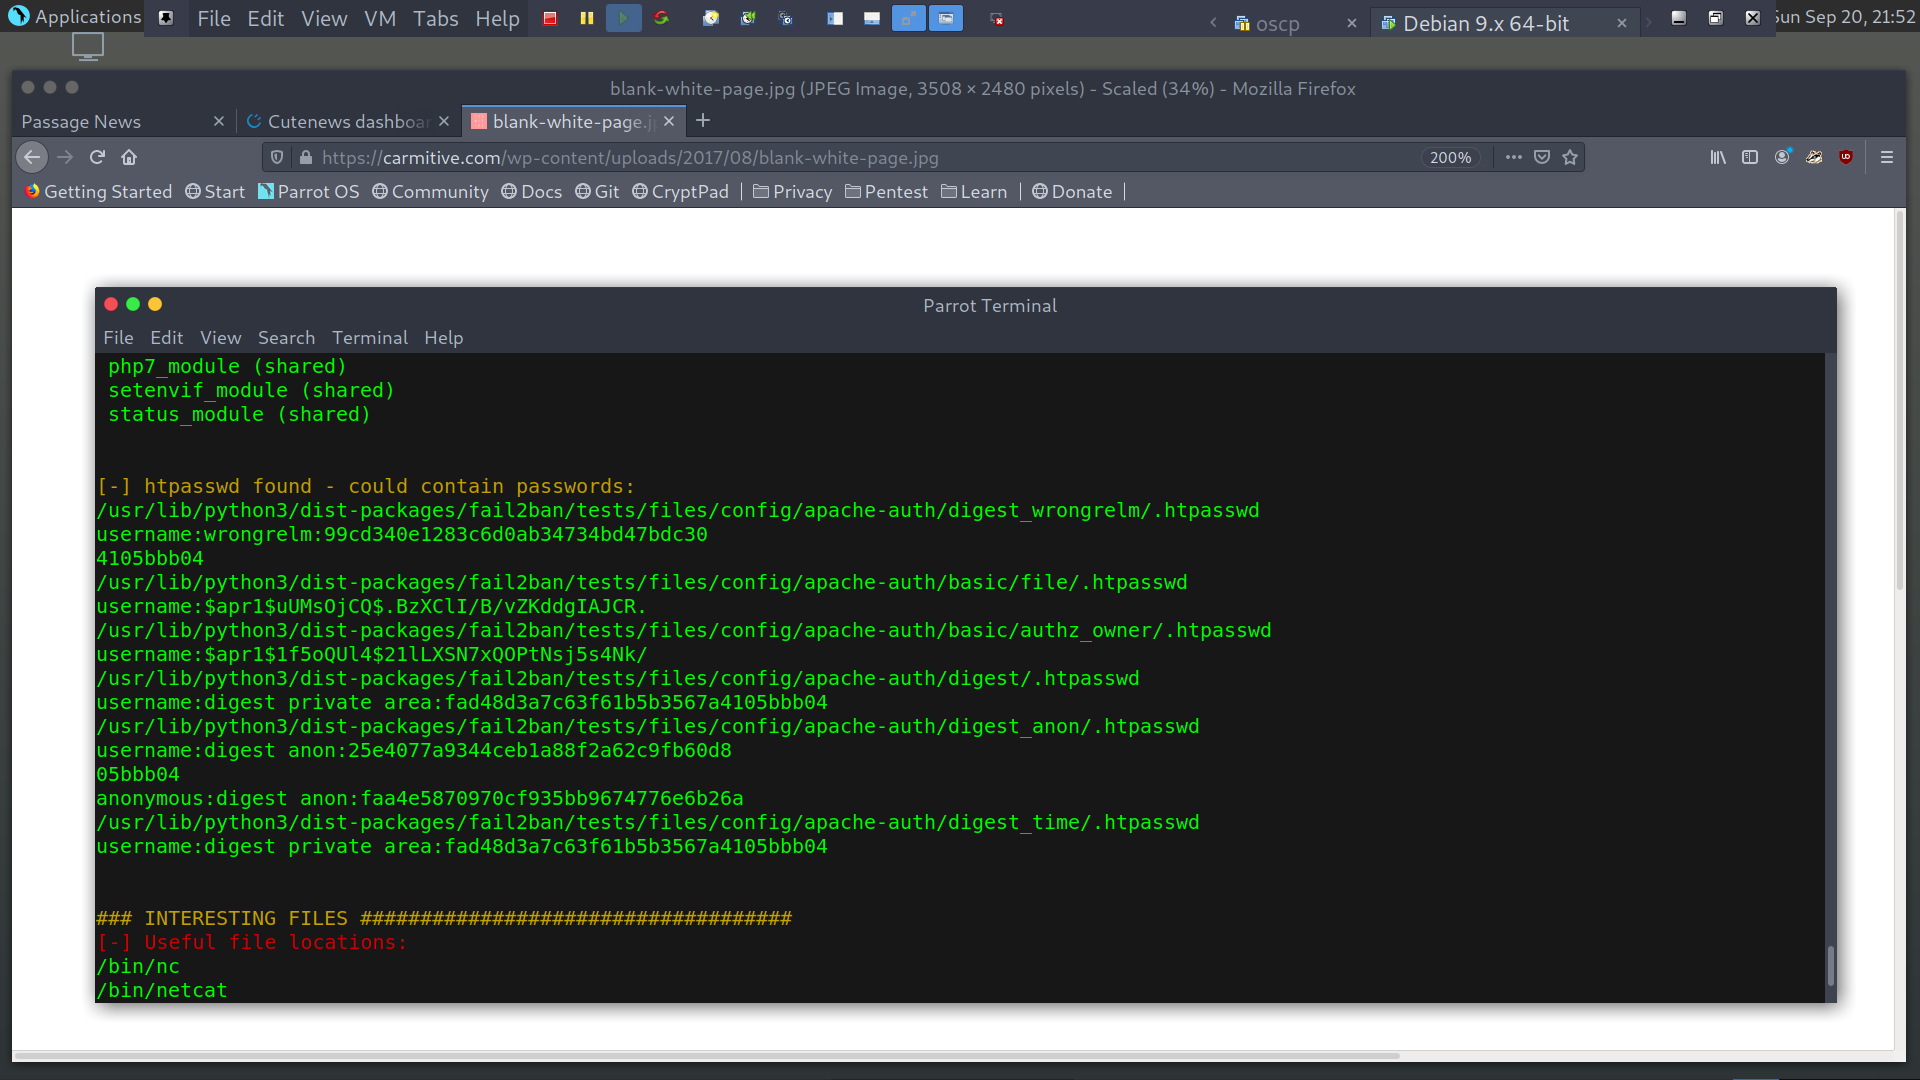 Applications File Edit View VM Tabs Help oscp Debian 9.x 64-bit Sun Sep 20, 21:52
blank-white-page.jpg (JPEG Image, 3508 × 2480 pixels) - Scaled (34%) - Mozilla Firefox
Passage News Cutenews dashboar blank-white-page.j
https://carmitive.com/wp-content/uploads/2017/08/blank-white-page.jpg 200%
Getting Started Start Parrot OS Community Docs Git CryptPad Privacy Pentest Learn Donate
Parrot Terminal
File Edit View Search Terminal Help
php7_module (shared)
setenvif_module (shared)
status_module (shared)
[-] htpasswd found - could contain passwords:
/usr/lib/python3/dist-packages/fail2ban/tests/files/config/apache-auth/digest_wrongrelm/.htpasswd
username:wrongrelm:99cd340e1283c6d0ab34734bd47bdc30
4105bbb04
/usr/lib/python3/dist-packages/fail2ban/tests/files/config/apache-auth/basic/file/.htpasswd
username:$apr1$uUMsOjCQ$.BzXClI/B/vZKddgIAJCR.
/usr/lib/python3/dist-packages/fail2ban/tests/files/config/apache-auth/basic/authz_owner/.htpasswd
username:$apr1$1f5oQUl4$21lLXSN7xQOPtNsj5s4Nk/
/usr/lib/python3/dist-packages/fail2ban/tests/files/config/apache-auth/digest/.htpasswd
username:digest private area:fad48d3a7c63f61b5b3567a4105bbb04
/usr/lib/python3/dist-packages/fail2ban/tests/files/config/apache-auth/digest_anon/.htpasswd
username:digest anon:25e4077a9344ceb1a88f2a62c9fb60d8
05bbb04
anonymous:digest anon:faa4e5870970cf935bb9674776e6b26a
/usr/lib/python3/dist-packages/fail2ban/tests/files/config/apache-auth/digest_time/.htpasswd
username:digest private area:fad48d3a7c63f61b5b3567a4105bbb04
### INTERESTING FILES ####################################
[-] Useful file locations:
/bin/nc
/bin/netcat